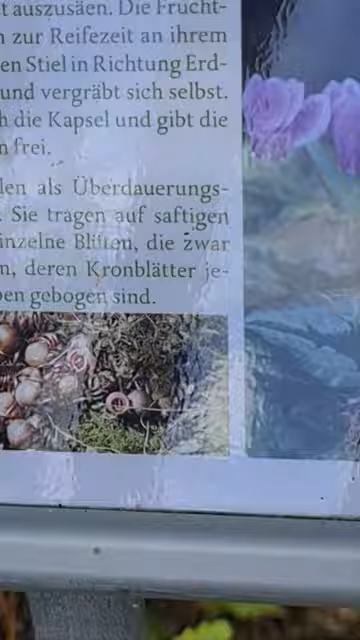 t auszusäen. Die Frucht-
n zur Reifezeit an ihrem
en Stiel in Richtung Erd-
und vergräbt sich selbst.
h die Kapsel und gibt die
n frei.
len als Überdauerungs-
. Sie tragen auf saftigen
inzelne Blüten, die zwar
n, deren Kronblätter je-
ben gebogen sind.